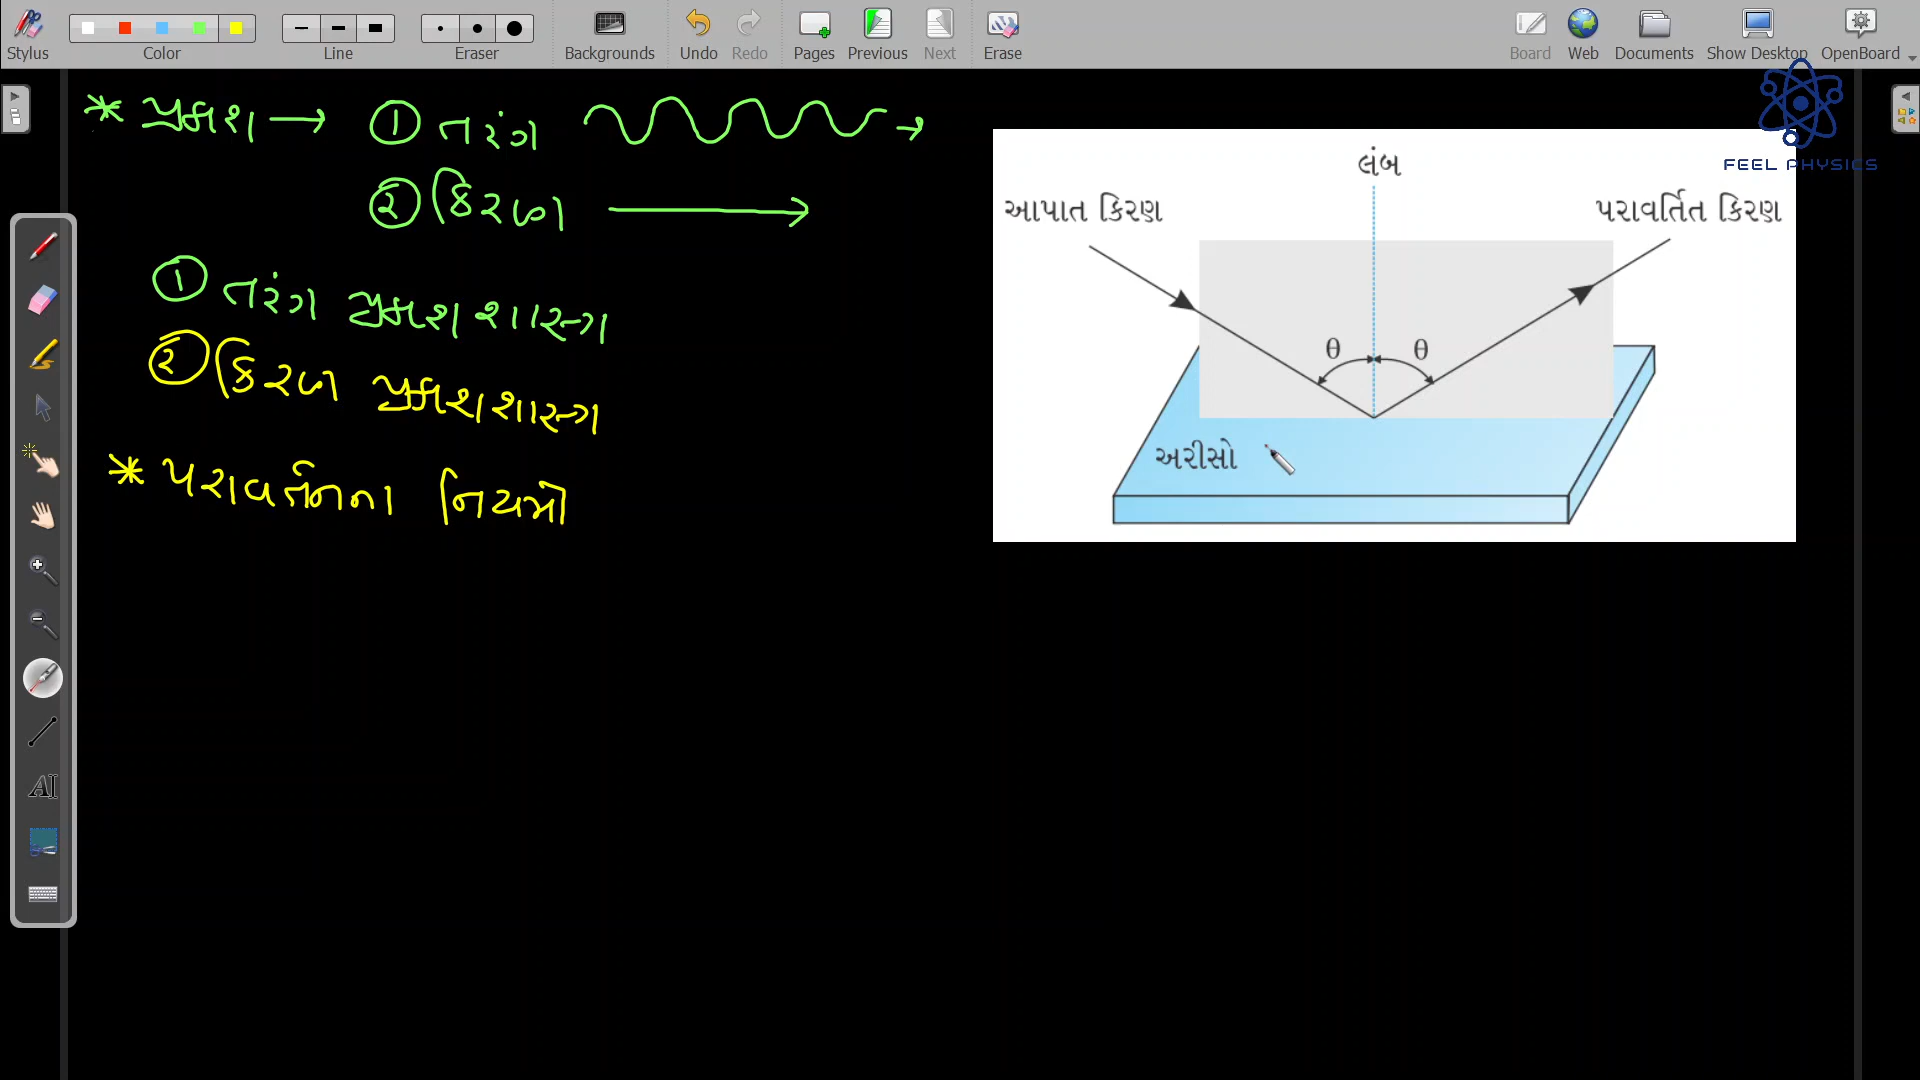 Stylus Color Line Eraser Backgrounds Undo Redo Pages Previous Next Erase Board Web Documents Show Desktop OpenBoard
* પ્રકાશ → ① તરંગ
② કિરણ
① તરંગ પ્રકાશશાસ્ત્ર
② કિરણ પ્રકાશશાસ્ત્ર
* પરાવર્તનના નિયમો
FEEL PHYSICS
લંબ
આપાત કિરણ
પરાવર્તિત કિરણ
θ θ
અરીસો